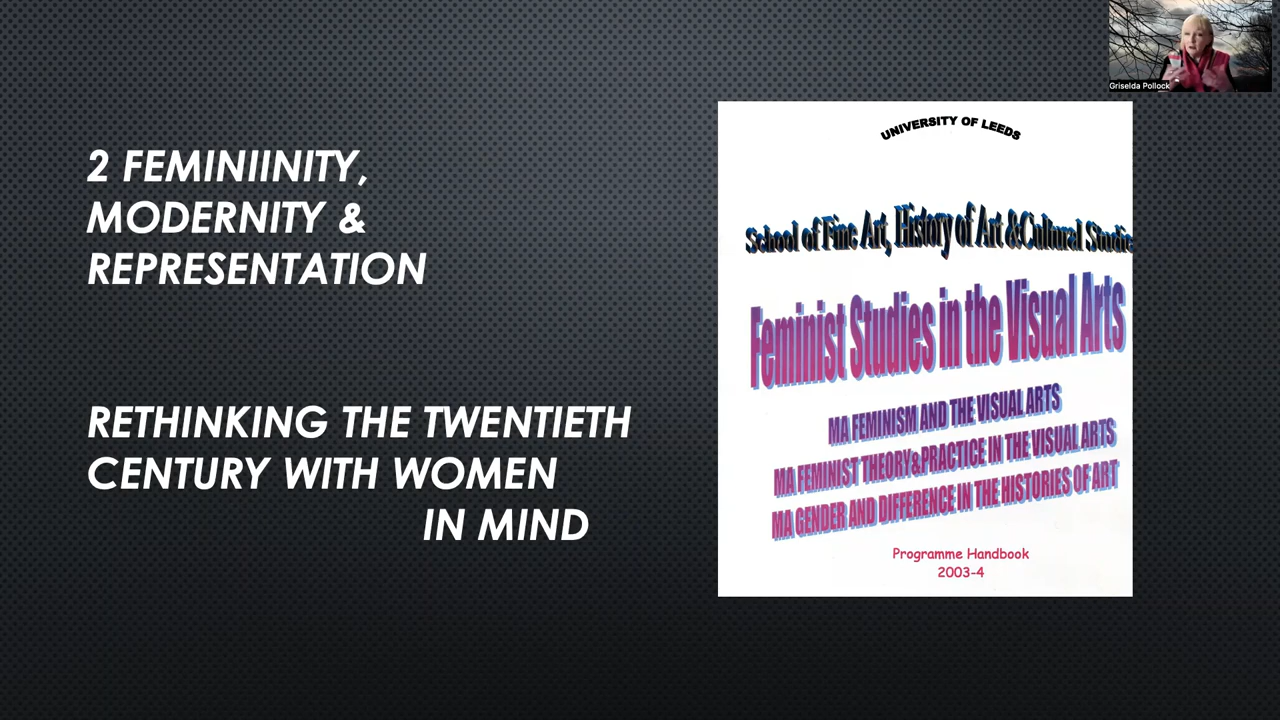 2 FEMINIINITY,
MODERNITY &
REPRESENTATION
RETHINKING THE TWENTIETH
CENTURY WITH WOMEN
IN MIND
Griselda Pollock
UNIVERSITY OF LEEDS
School of Fine Art, History of Art &Cultural Studie
Feminist Studies in the Visual Arts
MA FEMINISM AND THE VISUAL ARTS
MA FEMINIST THEORY&PRACTICE IN THE VISUAL ARTS
MA GENDER AND DIFFERENCE IN THE HISTORIES OF ART
Programme Handbook
2003-4